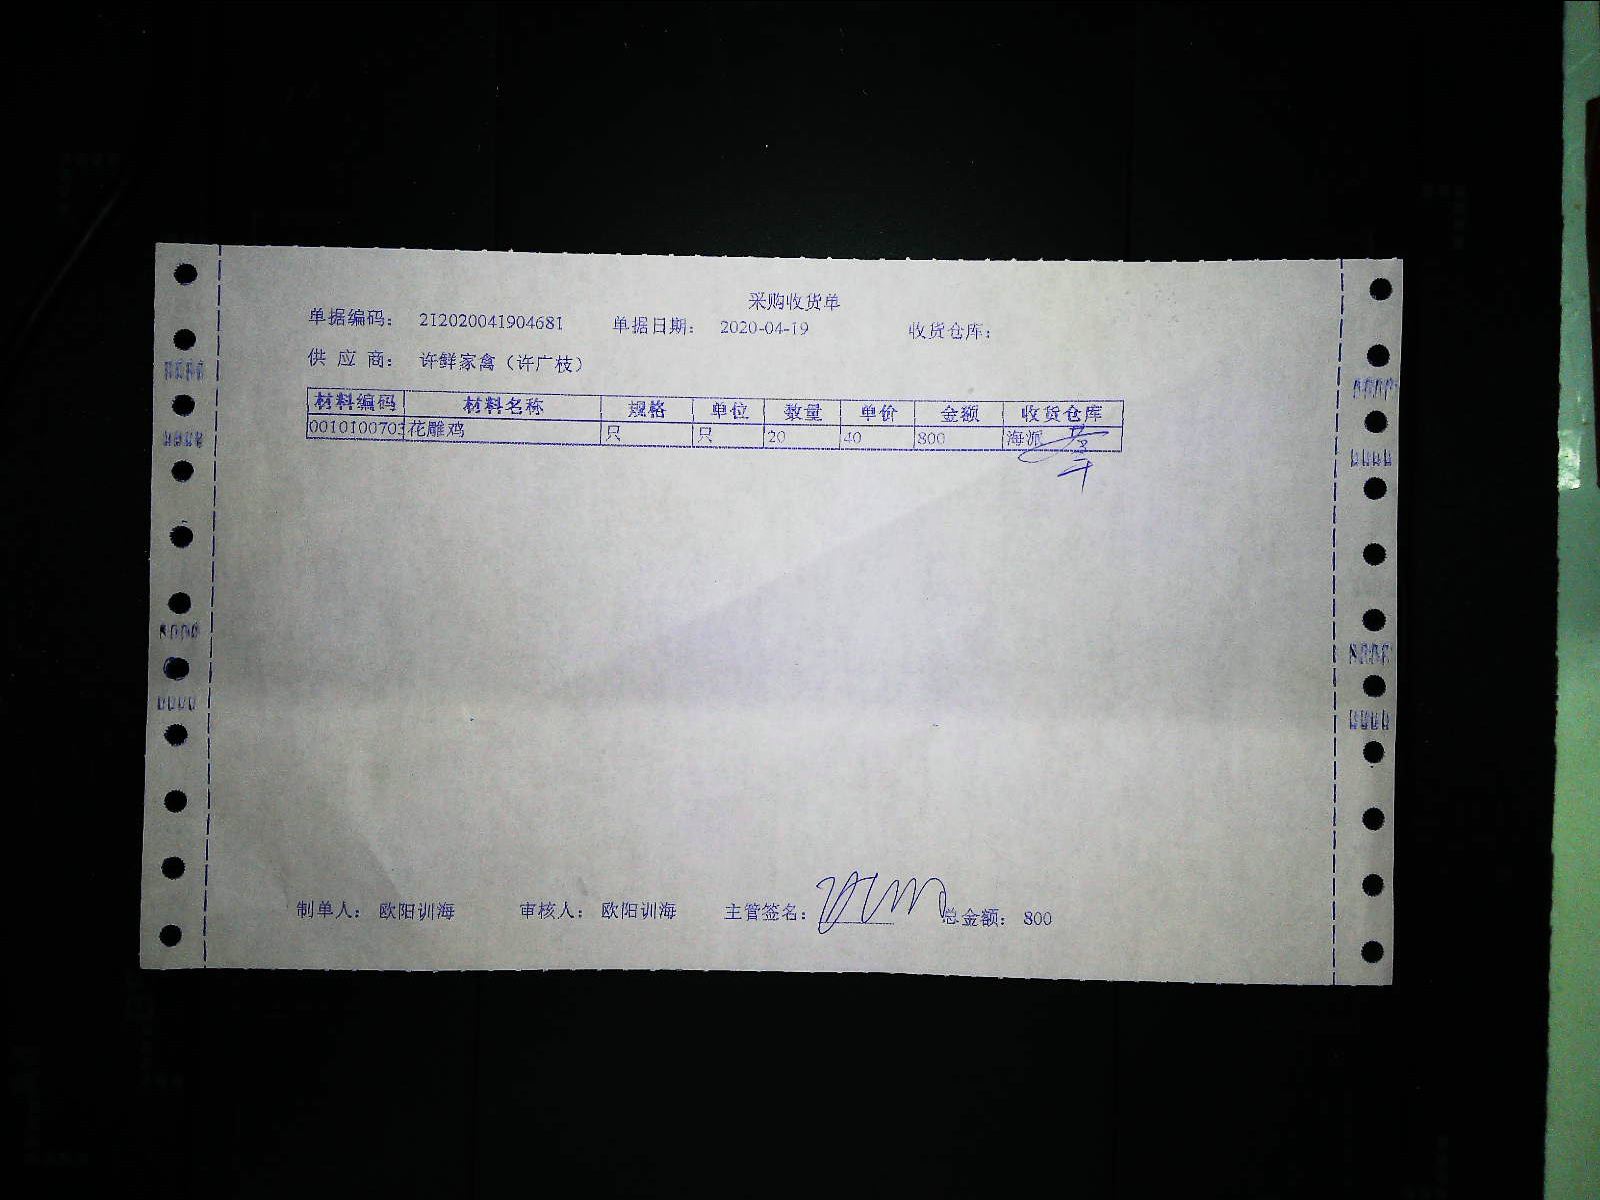 采购收货单
单据编码： 212020041904681 单据日期： 2020-04-19 收货仓库：
供 应 商： 许鲜家禽（许广枝）
材料编码 材料名称 规格 单位 数量 单价 金额 收货仓库
0010100703 花雕鸡 只 只 20 40 800 海派
制单人： 欧阳训海 审核人： 欧阳训海 主管签名： 总金额： 800